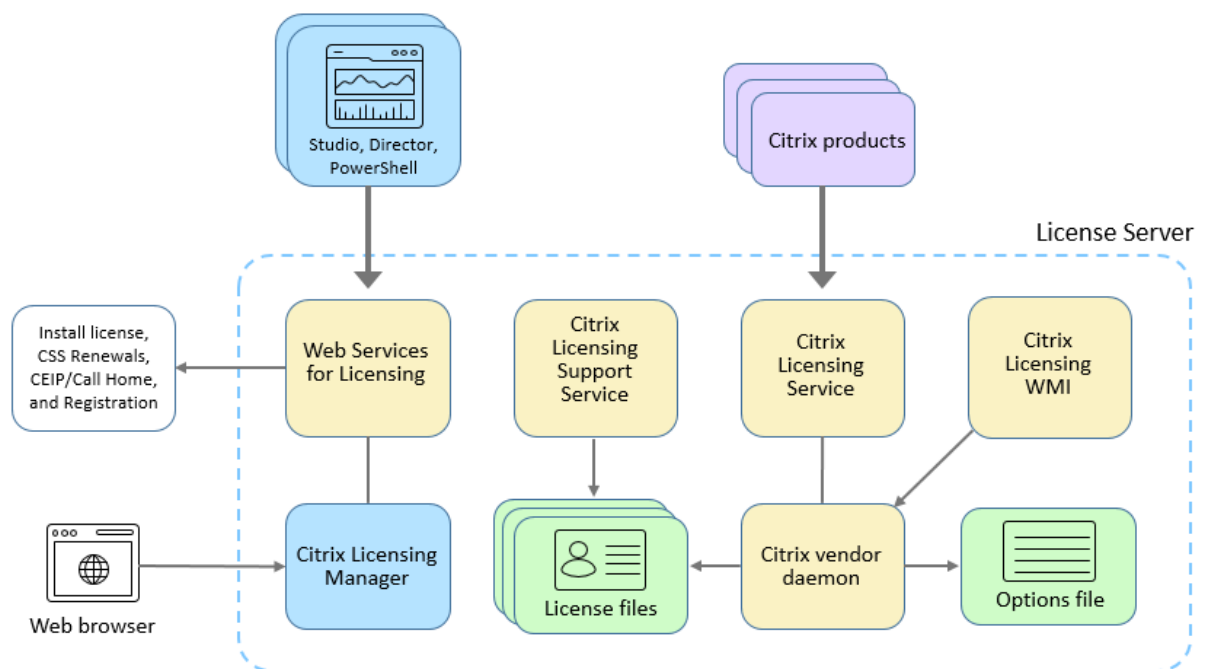 Studio, Director,
PowerShell
Citrix products
License Server
Install license,
CSS Renewals,
CEIP/Call Home,
and Registration
Web Services
for Licensing
Citrix
Licensing
Support
Service
Citrix
Licensing
Service
Citrix
Licensing
WMI
Web browser
Citrix Licensing
Manager
License files
Citrix vendor
daemon
Options file